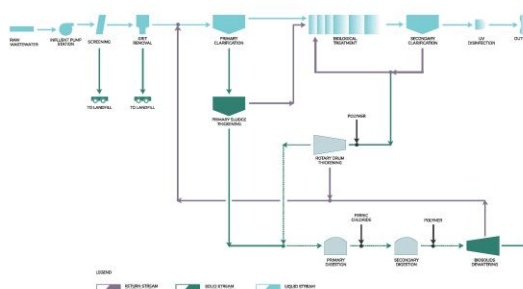 RAW
WASTEWATER
INFLUENT PUMP
STATION
SCREENING
GRIT
REMOVAL
PRIMARY
CLARIFICATION
BIOLOGICAL
TREATMENT
SECONDARY
CLARIFICATION
UV
DISINFECTION
TO LANDFILL
TO LANDFILL
PRIMARY SLUDGE
THICKENING
POLYMER
ROTARY DRUM
THICKENING
FERRIC
CHLORIDE
POLYMER
PRIMARY
DIGESTION
SECONDARY
DIGESTION
BIOSOLIDS
DEWATERING
LEGEND
RETURN STREAM
SOLID STREAM
LIQUID STREAM